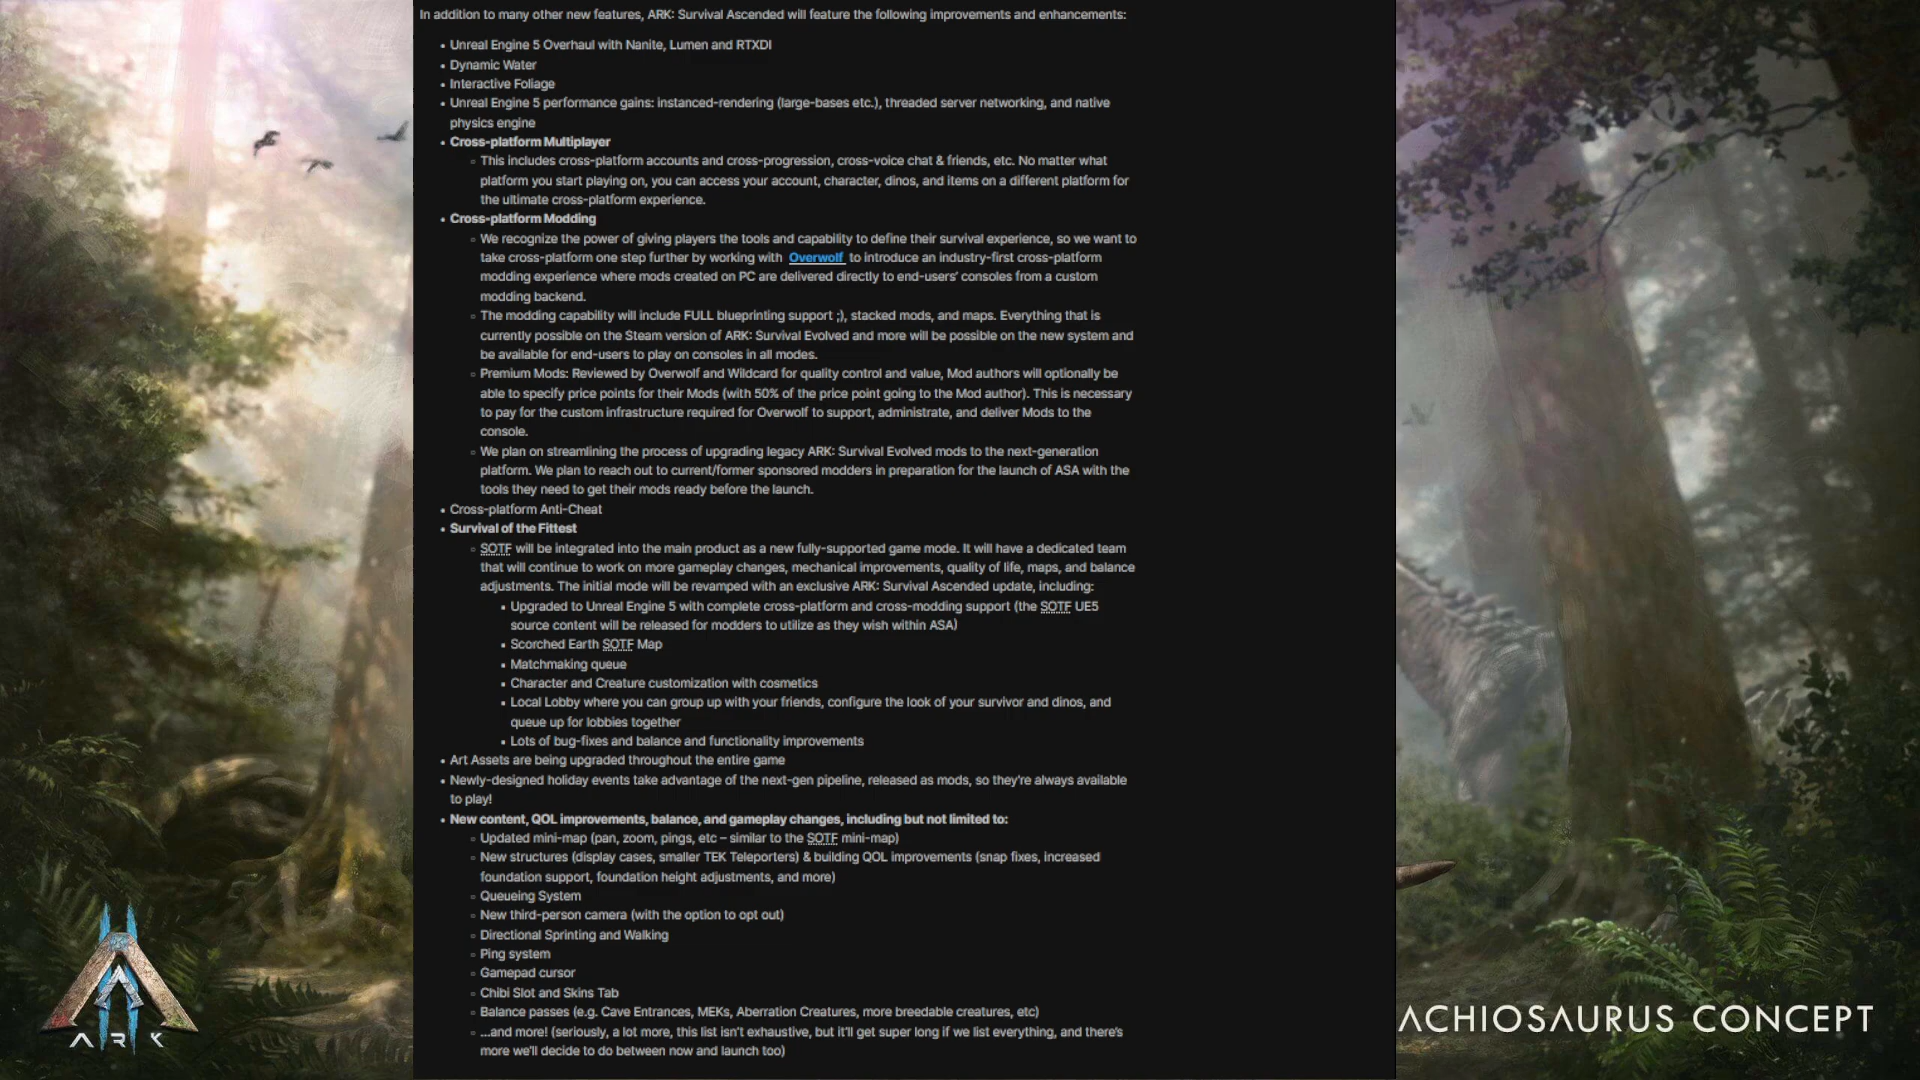 In addition to many other new features, ARK: Survival Ascended will feature the following improvements and enhancements:
• Unreal Engine 5 Overhaul with Nanite, Lumen and RTXDI
• Dynamic Water
• Interactive Foliage
• Unreal Engine 5 performance gains: instanced-rendering (large-bases etc.), threaded server networking, and native
physics engine
• Cross-platform Multiplayer
◦ This includes cross-platform accounts and cross-progression, cross-voice chat & friends, etc. No matter what
platform you start playing on, you can access your account, character, dinos, and items on a different platform for
the ultimate cross-platform experience.
• Cross-platform Modding
◦ We recognize the power of giving players the tools and capability to define their survival experience, so we want to
take cross-platform one step further by working with Overwolf to introduce an industry-first cross-platform
modding experience where mods created on PC are delivered directly to end-users' consoles from a custom
modding backend.
◦ The modding capability will include FULL blueprinting support ;), stacked mods, and maps. Everything that is
currently possible on the Steam version of ARK: Survival Evolved and more will be possible on the new system and
be available for end-users to play on consoles in all modes.
◦ Premium Mods: Reviewed by Overwolf and Wildcard for quality control and value, Mod authors will optionally be
able to specify price points for their Mods (with 50% of the price point going to the Mod author). This is necessary
to pay for the custom infrastructure required for Overwolf to support, administrate, and deliver Mods to the
console.
◦ We plan on streamlining the process of upgrading legacy ARK: Survival Evolved mods to the next-generation
platform. We plan to reach out to current/former sponsored modders in preparation for the launch of ASA with the
tools they need to get their mods ready before the launch.
• Cross-platform Anti-Cheat
• Survival of the Fittest
◦ SOTF will be integrated into the main product as a new fully-supported game mode. It will have a dedicated team
that will continue to work on more gameplay changes, mechanical improvements, quality of life, maps, and balance
adjustments. The initial mode will be revamped with an exclusive ARK: Survival Ascended update, including:
▪ Upgraded to Unreal Engine 5 with complete cross-platform and cross-modding support (the SOTF UE5
source content will be released for modders to utilize as they wish within ASA)
▪ Scorched Earth SOTF Map
▪ Matchmaking queue
▪ Character and Creature customization with cosmetics
▪ Local Lobby where you can group up with your friends, configure the look of your survivor and dinos, and
queue up for lobbies together
▪ Lots of bug-fixes and balance and functionality improvements
• Art Assets are being upgraded throughout the entire game
• Newly-designed holiday events take advantage of the next-gen pipeline, released as mods, so they're always available
to play!
• New content, QOL improvements, balance, and gameplay changes, including but not limited to:
◦ Updated mini-map (pan, zoom, pings, etc – similar to the SOTF mini-map)
◦ New structures (display cases, smaller TEK Teleporters) & building QOL improvements (snap fixes, increased
foundation support, foundation height adjustments, and more)
◦ Queueing System
◦ New third-person camera (with the option to opt out)
◦ Directional Sprinting and Walking
◦ Ping system
◦ Gamepad cursor
◦ Chibi Slot and Skins Tab
◦ Balance passes (e.g. Cave Entrances, MEKs, Aberration Creatures, more breedable creatures, etc)
◦ ...and more! (seriously, a lot more, this list isn't exhaustive, but it'll get super long if we list everything, and there's
more we'll decide to do between now and launch too)
ARK
ACHIOSAURUS CONCEPT